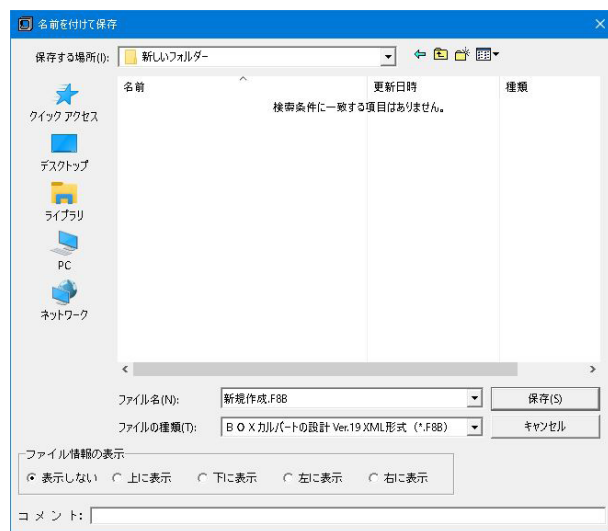 名前を付けて保存
保存する場所(I): 新しいフォルダー
名前 更新日時 種類
検索条件に一致する項目はありません。
クイック アクセス
デスクトップ
ライブラリ
PC
ネットワーク
ファイル名(N): 新規作成.F8B 保存(S)
ファイルの種類(T): BOXカルバートの設計 Ver.19 XML形式 (*.F8B) キャンセル
ファイル情報の表示
表示しない 上に表示 下に表示 左に表示 右に表示
コメント: